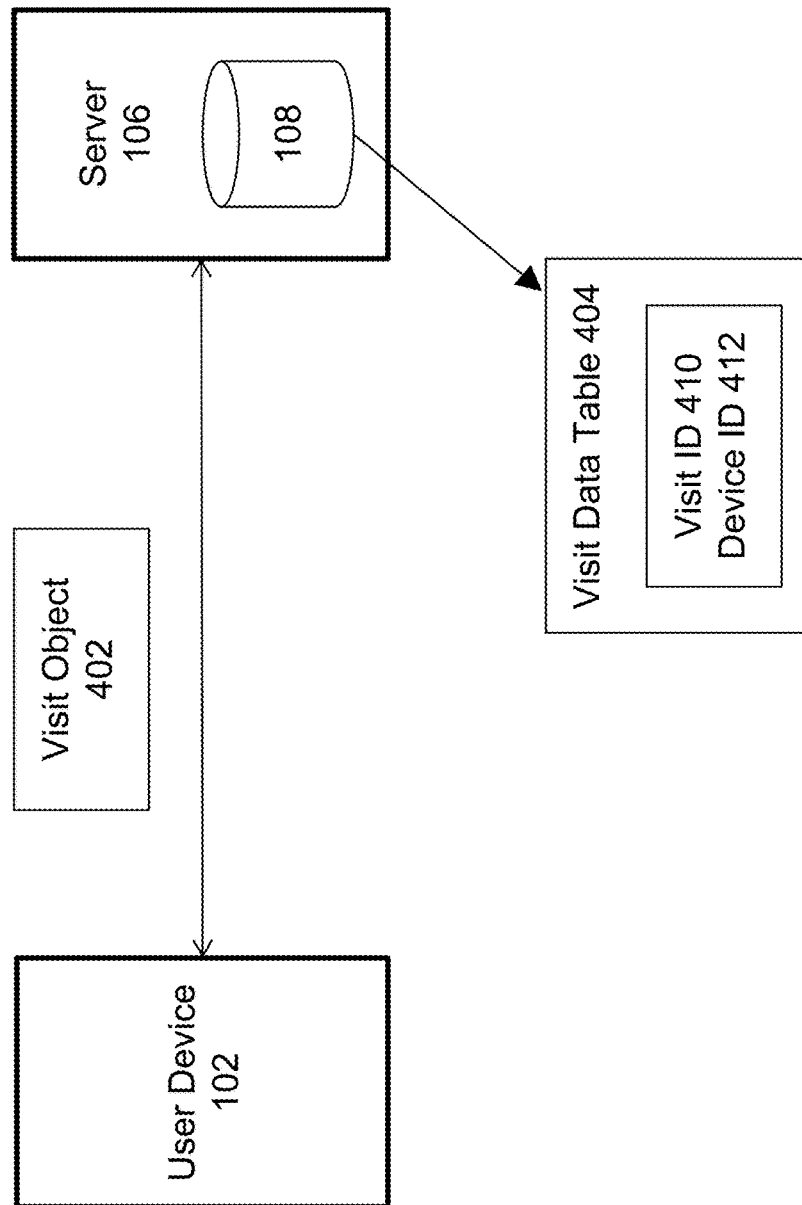 User Device
102
Visit Object
402
Server
106
108
Visit Data Table 404
Visit ID 410
Device ID 412